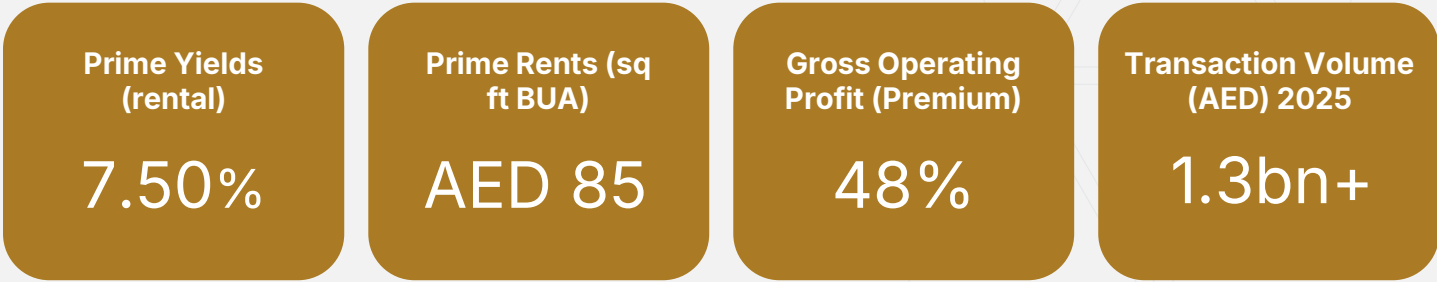 Prime Yields
(rental)
7.50%
Prime Rents (sq
ft BUA)
AED 85
Gross Operating
Profit (Premium)
48%
Transaction Volume
(AED) 2025
1.3bn+